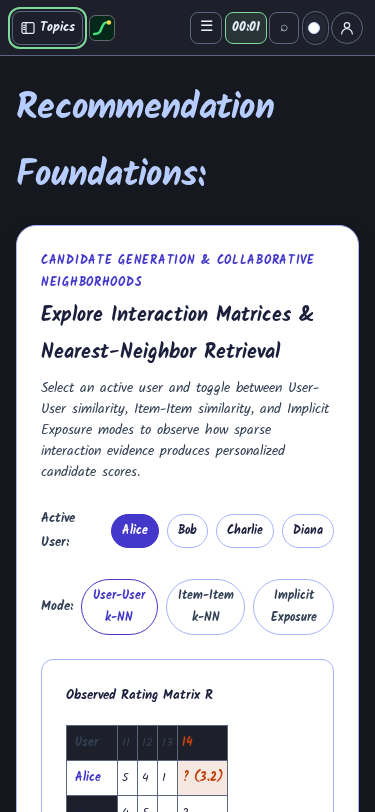 Topics
00:01
Recommendation
Foundations:
CANDIDATE GENERATION & COLLABORATIVE
NEIGHBORHOODS
Explore Interaction Matrices &
Nearest-Neighbor Retrieval
Select an active user and toggle between User-
User similarity, Item-Item similarity, and Implicit
Exposure modes to observe how sparse
interaction evidence produces personalized
candidate scores.
Active
User:
Alice Bob Charlie Diana
Mode:
User-User
k-NN
Item-Item
k-NN
Implicit
Exposure
Observed Rating Matrix R
User I1 I2 I3 I4
Alice 5 4 1 ? (3.2)